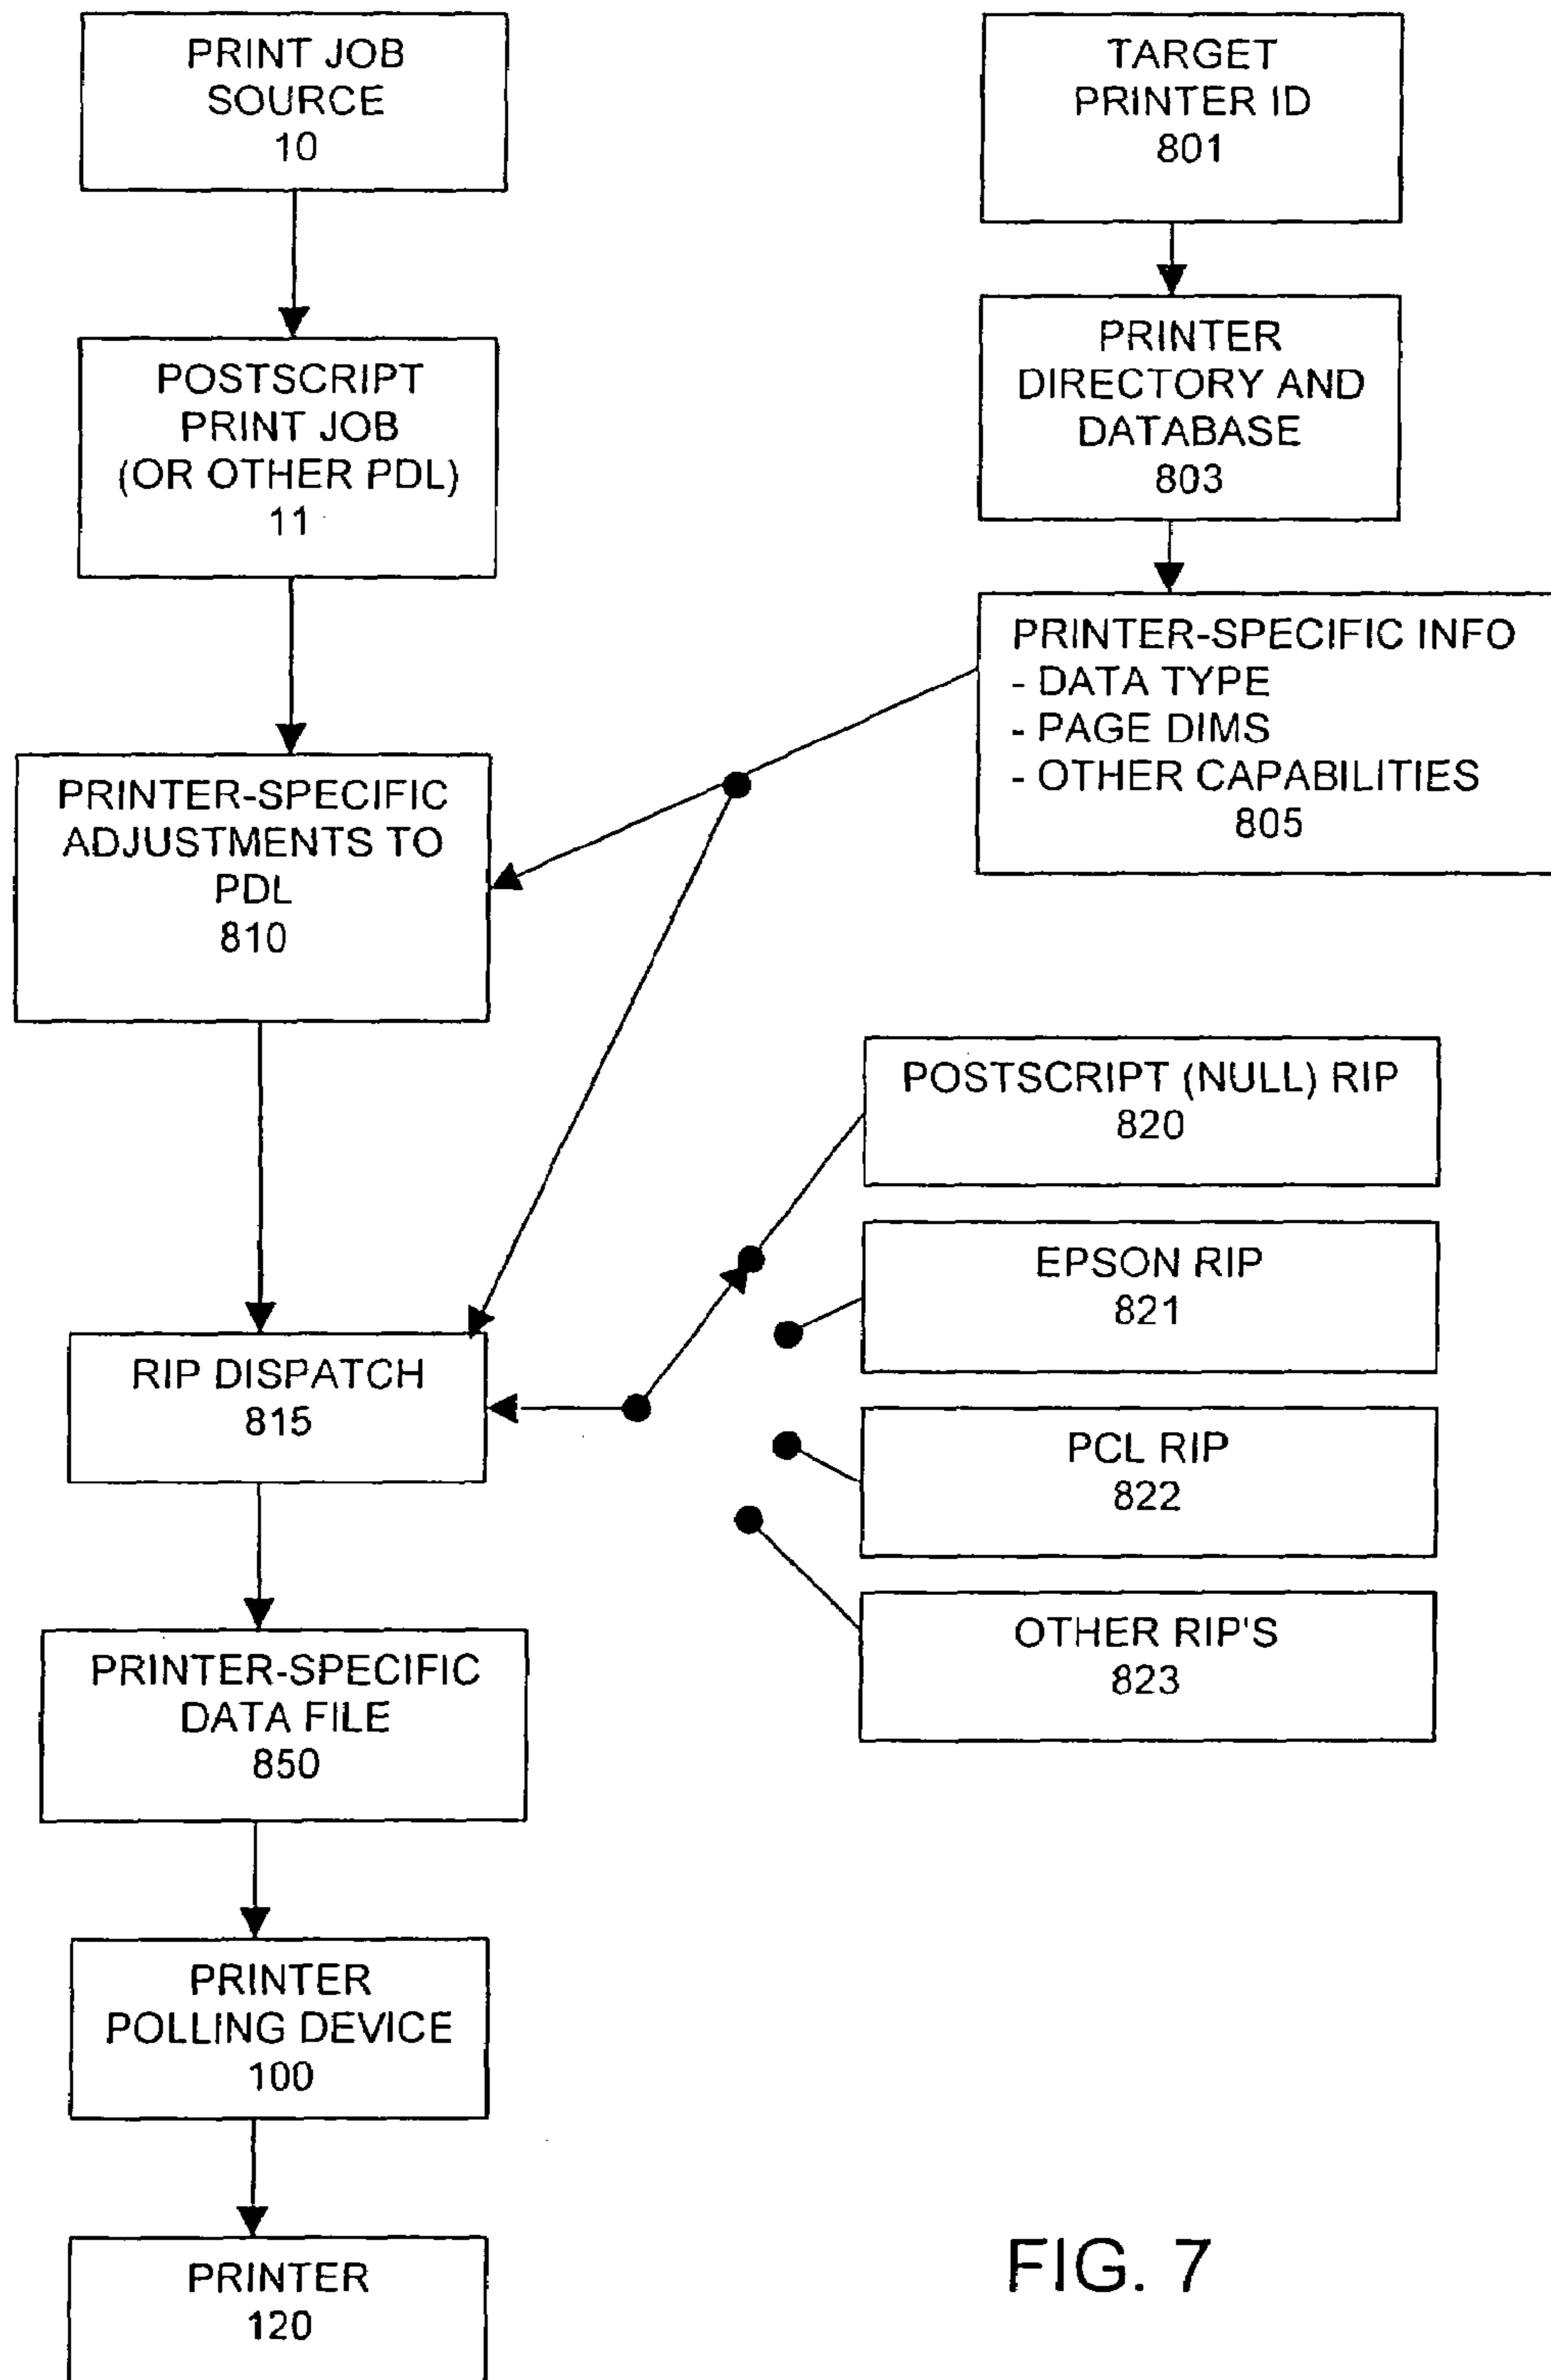 PRINT JOB
SOURCE
10
TARGET
PRINTER ID
801
POSTSCRIPT
PRINT JOB
(OR OTHER PDL)
11
PRINTER
DIRECTORY AND
DATABASE
803
PRINTER-SPECIFIC INFO
- DATA TYPE
- PAGE DIMS
- OTHER CAPABILITIES
805
PRINTER-SPECIFIC
ADJUSTMENTS TO
PDL
810
POSTSCRIPT (NULL) RIP
820
EPSON RIP
821
RIP DISPATCH
815
PCL RIP
822
OTHER RIP'S
823
PRINTER-SPECIFIC
DATA FILE
850
PRINTER
POLLING DEVICE
100
PRINTER
120
FIG. 7